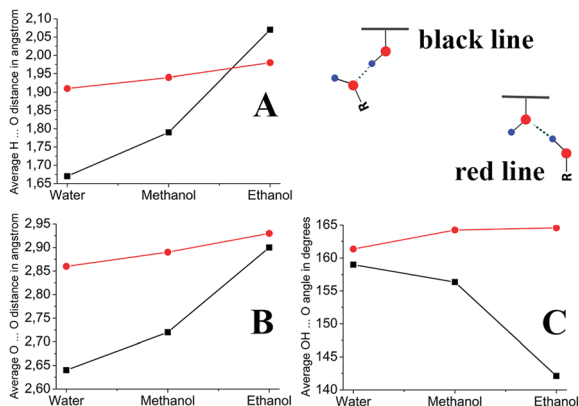 Average H ... O distance in angstrom
2,10
2,05
2,00
1,95
1,90
1,85
1,80
1,75
1,70
1,65
Water
Methanol
Ethanol
A
black line
R
red line
R
Average O ... O distance in angstrom
2,95
2,90
2,85
2,80
2,75
2,70
2,65
2,60
Water
Methanol
Ethanol
B
Average OH ... O angle in degrees
165
160
155
150
145
140
Water
Methanol
Ethanol
C